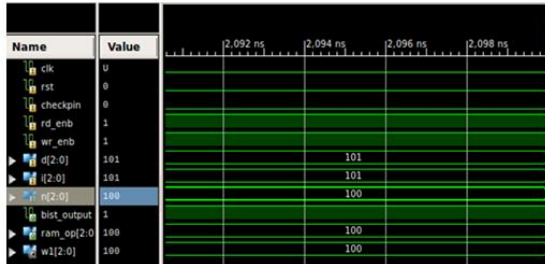 Name Value 2,092 ns 2,094 ns 2,096 ns 2,098 ns
clk U
rst 0
checkpin 0
rd_enb 1
wr_enb 1
d[2:0] 101 101
i[2:0] 101 101
n[2:0] 100 100
bist_output 1
ram_op[2:0 100 100
w1[2:0] 100 100